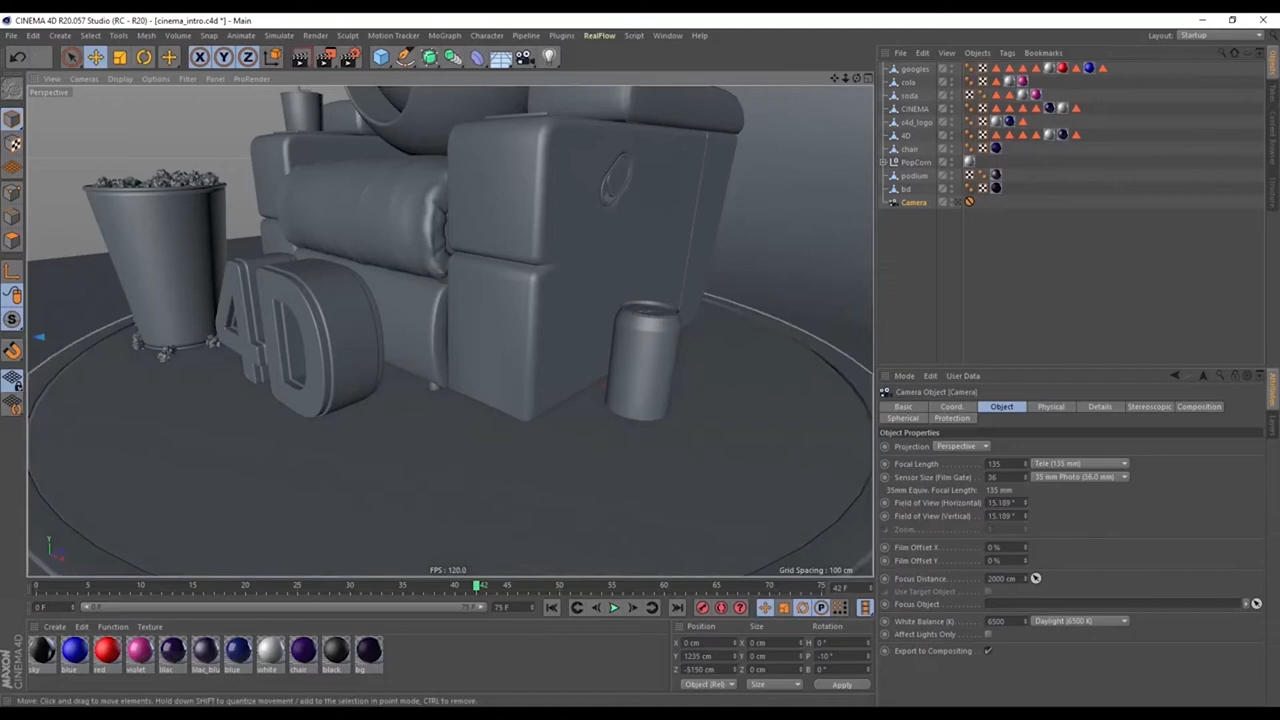 CINEMA 4D R20.057 Studio (RC - R20) - [cinema_intro.c4d *] - Main
File Edit Create Select Tools Mesh Volume Snap Animate Simulate Render Sculpt Motion Tracker MoGraph Character Pipeline Plugins RealFlow Script Window Help
Layout: Startup
View Cameras Display Options Filter Panel ProRender
Perspective
4D
FPS : 120.0
Grid Spacing : 100 cm
0 5 10 15 20 25 30 35 40 42 45 50 55 60 65 70 75 42 F
0 F 0 F 75 F 75 F
Create Edit Function Texture
sky blue red violet lilac lilac_blu blue white chair black bg
Position Size Rotation
X 0 cm X 0 cm H 0 °
Y 1235 cm Y 0 cm P -10 °
Z -5150 cm Z 0 cm B 0 °
Object (Rel) Size Apply
MAXON CINEMA 4D
Move: Click and drag to move elements. Hold down SHIFT to quantize movement / add to the selection in point mode, CTRL to remove.
File Edit View Objects Tags Bookmarks
googles
cola
soda
CINEMA
c4d_logo
4D
chair
PopCorn
podium
bd
Camera
Mode Edit User Data
Camera Object [Camera]
Basic Coord. Object Physical Details Stereoscopic Composition
Spherical Protection
Object Properties
Projection Perspective
Focal Length 135 Tele (135 mm)
Sensor Size (Film Gate) 36 35 mm Photo (36.0 mm)
35mm Equiv. Focal Length: 135 mm
Field of View (Horizontal) 15.189 °
Field of View (Vertical) 15.189 °
Zoom 1
Film Offset X 0 %
Film Offset Y 0 %
Focus Distance 2000 cm
Use Target Object
Focus Object
White Balance (K) 6500 Daylight (6500 K)
Affect Lights Only
Export to Compositing